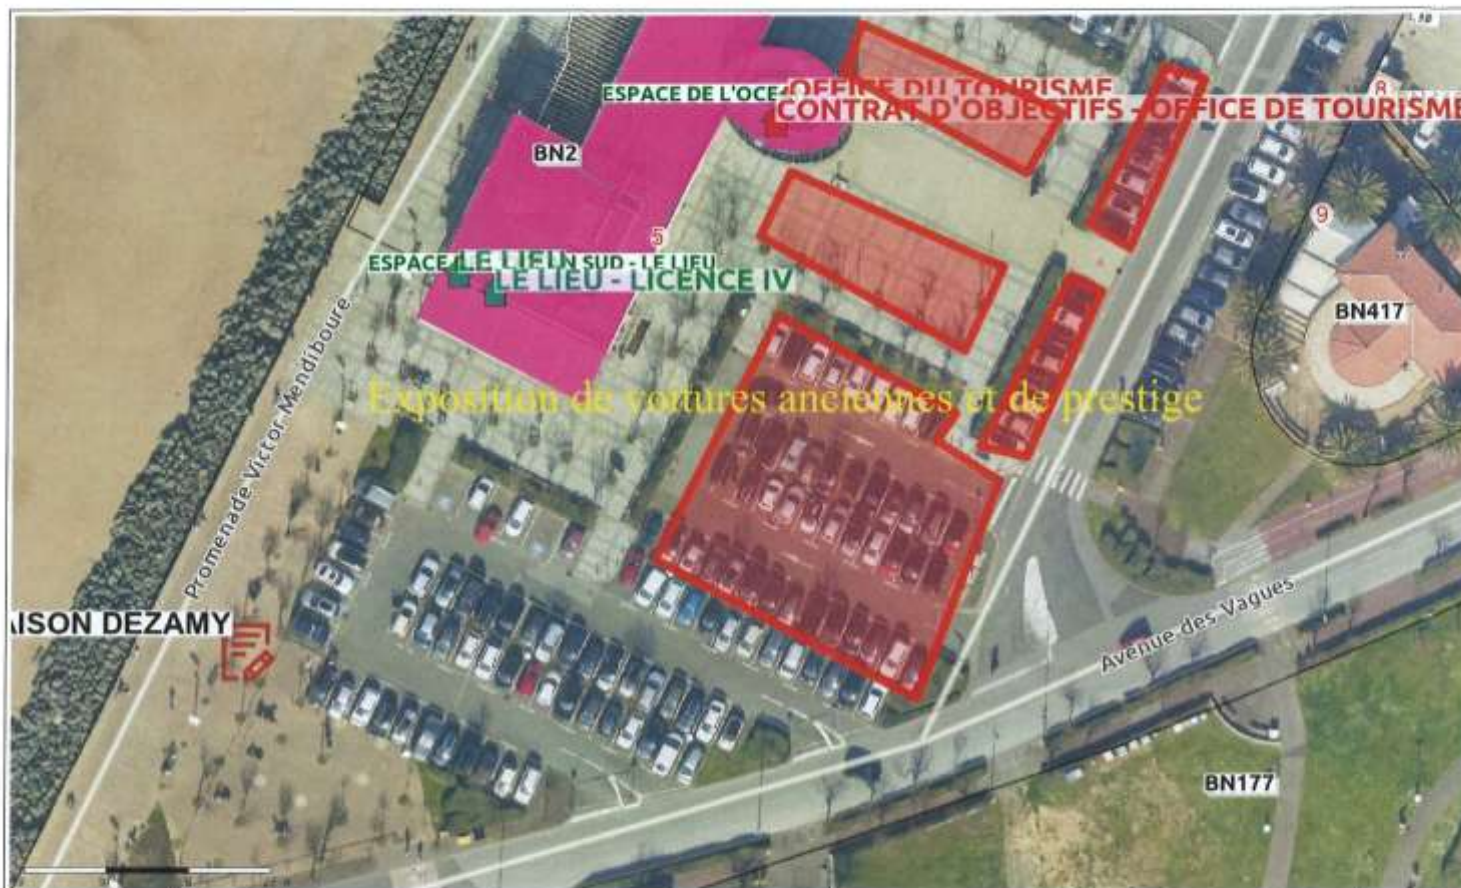 OFFICE DU TOURISME
8
ESPACE DE L'OCE
CONTRAT D'OBJECTIFS - OFFICE DE TOURISME
BN2
9
5
ESPACE
LE LIEU
N SUD - LE LIEU
LE LIEU - LICENCE IV
BN417
Promenade Victor Mendiboure
Exposition de voitures anciennes et de prestige
AISON DEZAMY
Avenue des Vagues
BN177